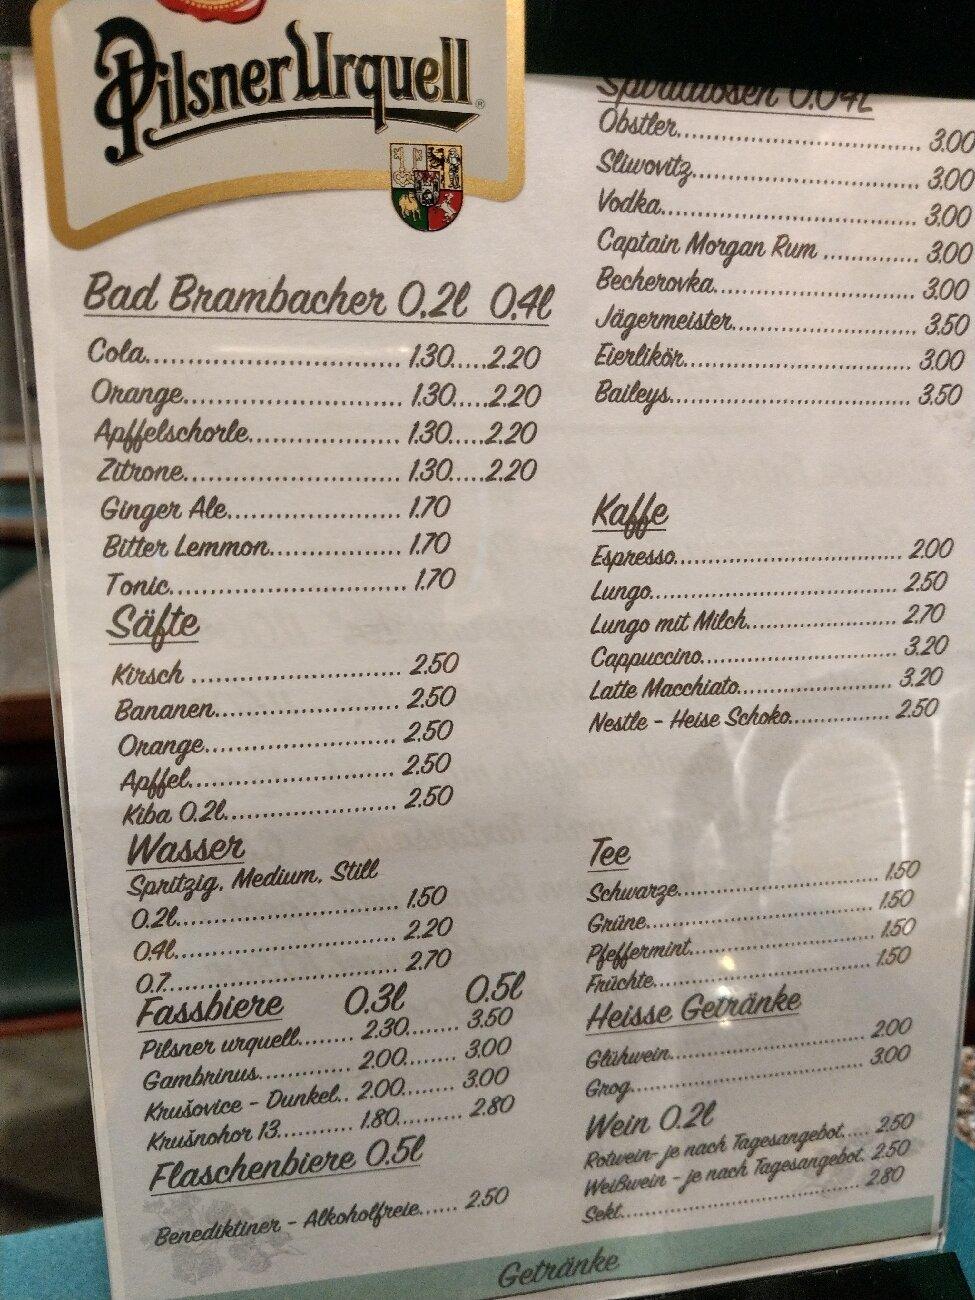 Pilsner Urquell
Bad Brambacher 0,2l 0,4l
Cola 1.30 2.20
Orange 1.30 2.20
Apffelschorle 1.30 2.20
Zitrone 1.30 2.20
Ginger Ale 1.70
Bitter Lemmon 1.70
Tonic 1.70
Säfte
Kirsch 2.50
Bananen 2.50
Orange 2.50
Apffel 2.50
Kiba 0.2l 2.50
Wasser
Spritzig, Medium, Still
0.2l 1.50
0.4l 2.20
0.7 2.70
Fassbiere 0.3l 0.5l
Pilsner urquell 2.30 3.50
Gambrinus 2.00 3.00
Krušovice - Dunkel 2.00 3.00
Krušnohor 13 1.80 2.80
Flaschenbiere 0.5l
Benediktiner - Alkoholfreie 2.50
Spirituosen 0.04L
Obstler 3.00
Sliwovitz 3.00
Vodka 3.00
Captain Morgan Rum 3.00
Becherovka 3.00
Jägermeister 3.50
Eierlikör 3.00
Baileys 3.50
Kaffe
Espresso 2.00
Lungo 2.50
Lungo mit Milch 2.70
Cappuccino 3.20
Latte Macchiato 3.20
Nestle - Heise Schoko 2.50
Tee
Schwarze 1.50
Grüne 1.50
Pfeffermint 1.50
Früchte 1.50
Heisse Getränke
Glühwein 2.00
Grog 3.00
Wein 0.2l
Rotwein- je nach Tagesangebot 2.50
Weißwein - je nach Tagesangebot 2.50
Sekt 2.80
Getränke